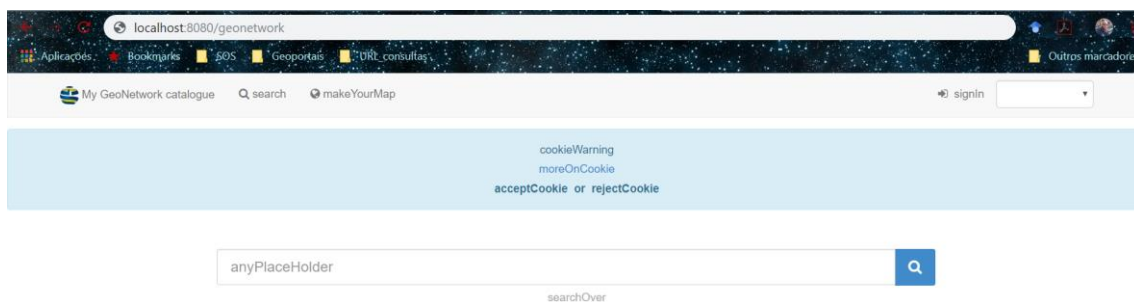 localhost:8080/geonetwork
Aplicações Bookmarks SOS Geoportais URL_consultas Outros marcadore
My GeoNetwork catalogue search makeYourMap signIn
cookieWarning
moreOnCookie
acceptCookie or rejectCookie
anyPlaceHolder
searchOver